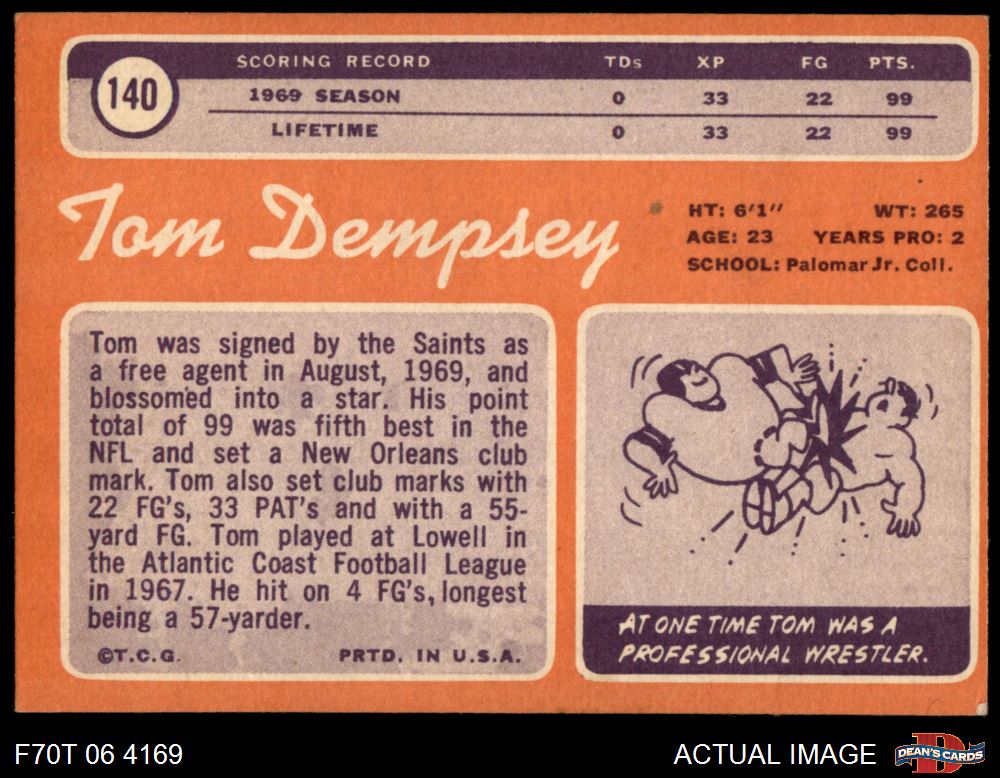 140
SCORING RECORD TDs XP FG PTS.
1969 SEASON 0 33 22 99
LIFETIME 0 33 22 99
Tom Dempsey
HT: 6'1" WT: 265
AGE: 23 YEARS PRO: 2
SCHOOL: Palomar Jr. Coll.
Tom was signed by the Saints as
a free agent in August, 1969, and
blossomed into a star. His point
total of 99 was fifth best in the
NFL and set a New Orleans club
mark. Tom also set club marks with
22 FG's, 33 PAT's and with a 55-
yard FG. Tom played at Lowell in
the Atlantic Coast Football League
in 1967. He hit on 4 FG's, longest
being a 57-yarder.
©T.C.G. PRTD. IN U.S.A.
AT ONE TIME TOM WAS A
PROFESSIONAL WRESTLER.
F70T 06 4169 ACTUAL IMAGE DEAN'S CARDS